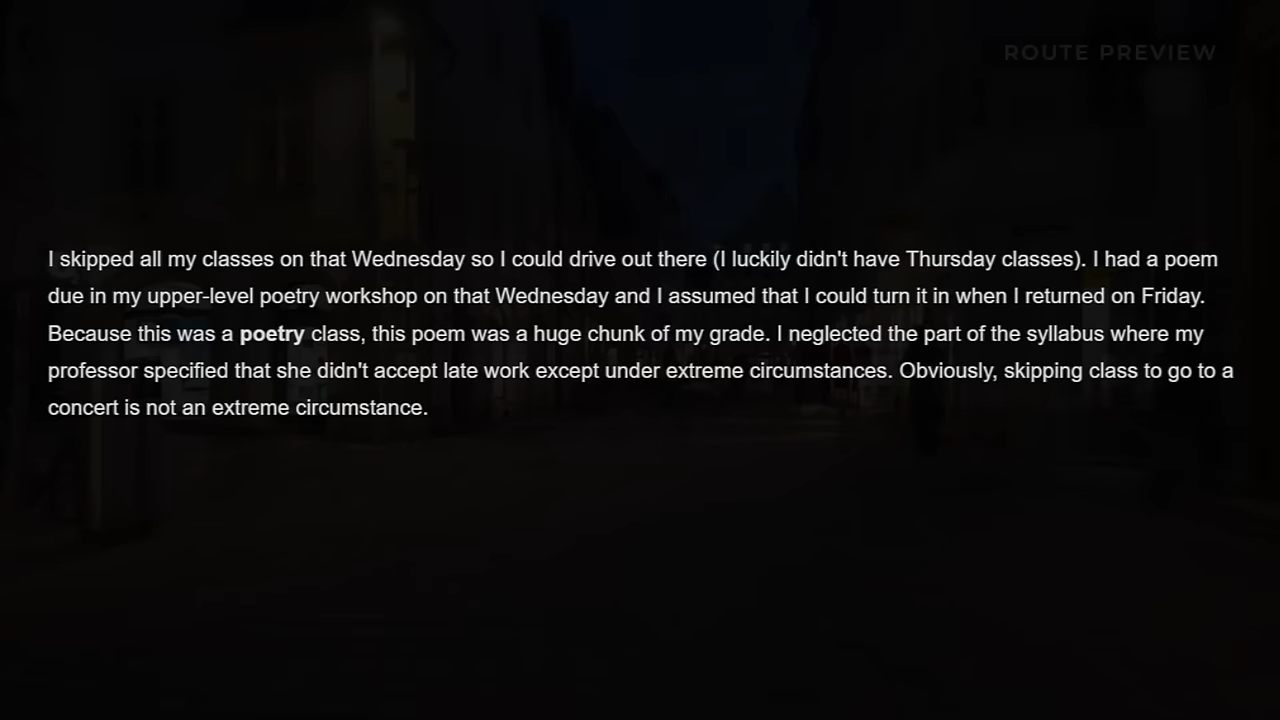 ROUTE PREVIEW
I skipped all my classes on that Wednesday so I could drive out there (I luckily didn't have Thursday classes). I had a poem
due in my upper-level poetry workshop on that Wednesday and I assumed that I could turn it in when I returned on Friday.
Because this was a poetry class, this poem was a huge chunk of my grade. I neglected the part of the syllabus where my
professor specified that she didn't accept late work except under extreme circumstances. Obviously, skipping class to go to a
concert is not an extreme circumstance.